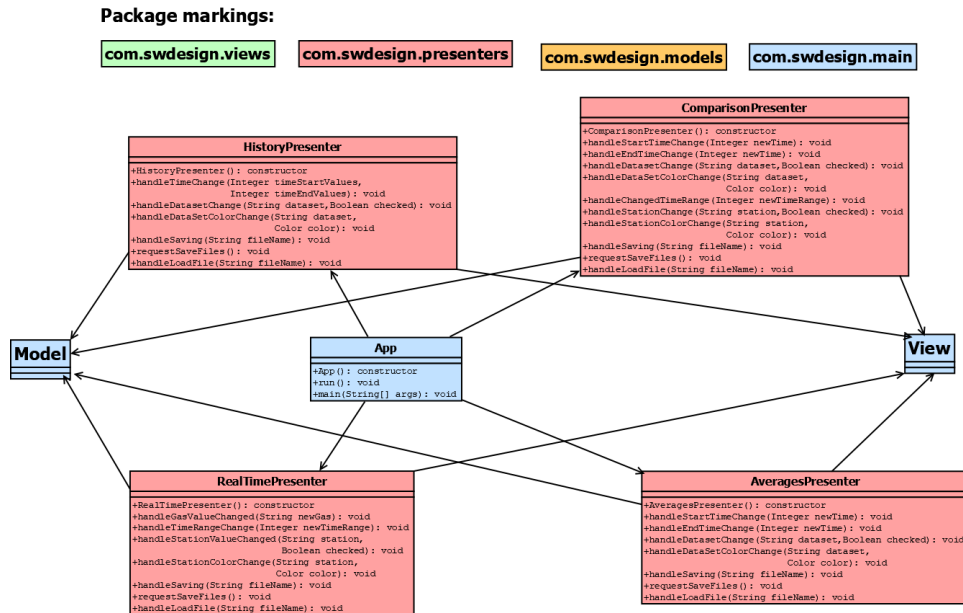 Package markings:
com.swdesign.views
com.swdesign.presenters
com.swdesign.models
com.swdesign.main
HistoryPresenter
+HistoryPresenter(): constructor
+handleTimeChange(Integer timeStartValues,
Integer timeEndValues): void
+handleDatasetChange(String dataset,Boolean checked): void
+handleDataSetColorChange(String dataset,
Color color): void
+handleSaving(String fileName): void
+requestSaveFiles(): void
+handleLoadFile(String fileName): void
ComparisonPresenter
+ComparisonPresenter(): constructor
+handleStartTimeChange(Integer newTime): void
+handleEndTimeChange(Integer newTime): void
+handleDatasetChange(String dataset,Boolean checked): void
+handleDataSetColorChange(String dataset,
Color color): void
+handleChangedTimeRange(Integer newTimeRange): void
+handleStationChange(String station,Boolean checked): void
+handleStationColorChange(String station,
Color color): void
+handleSaving(String fileName): void
+requestSaveFiles(): void
+handleLoadFile(String fileName): void
Model
App
+App(): constructor
+run(): void
+main(String[] args): void
View
RealTimePresenter
+RealTimePresenter(): constructor
+handleGasValueChanged(String newGas): void
+handleTimeRangeChange(Integer newTimeRange): void
+handleStationValueChanged(String station,
Boolean checked): void
+handleStationColorChange(String station,
Color color): void
+handleSaving(String fileName): void
+requestSaveFiles(): void
+handleLoadFile(String fileName): void
AveragesPresenter
+AveragesPresenter(): constructor
+handleStartTimeChange(Integer newTime): void
+handleEndTimeChange(Integer newTime): void
+handleDatasetChange(String dataset,Boolean checked): void
+handleDataSetColorChange(String dataset,
Color color): void
+handleSaving(String fileName): void
+requestSaveFiles(): void
+handleLoadFile(String fileName): void